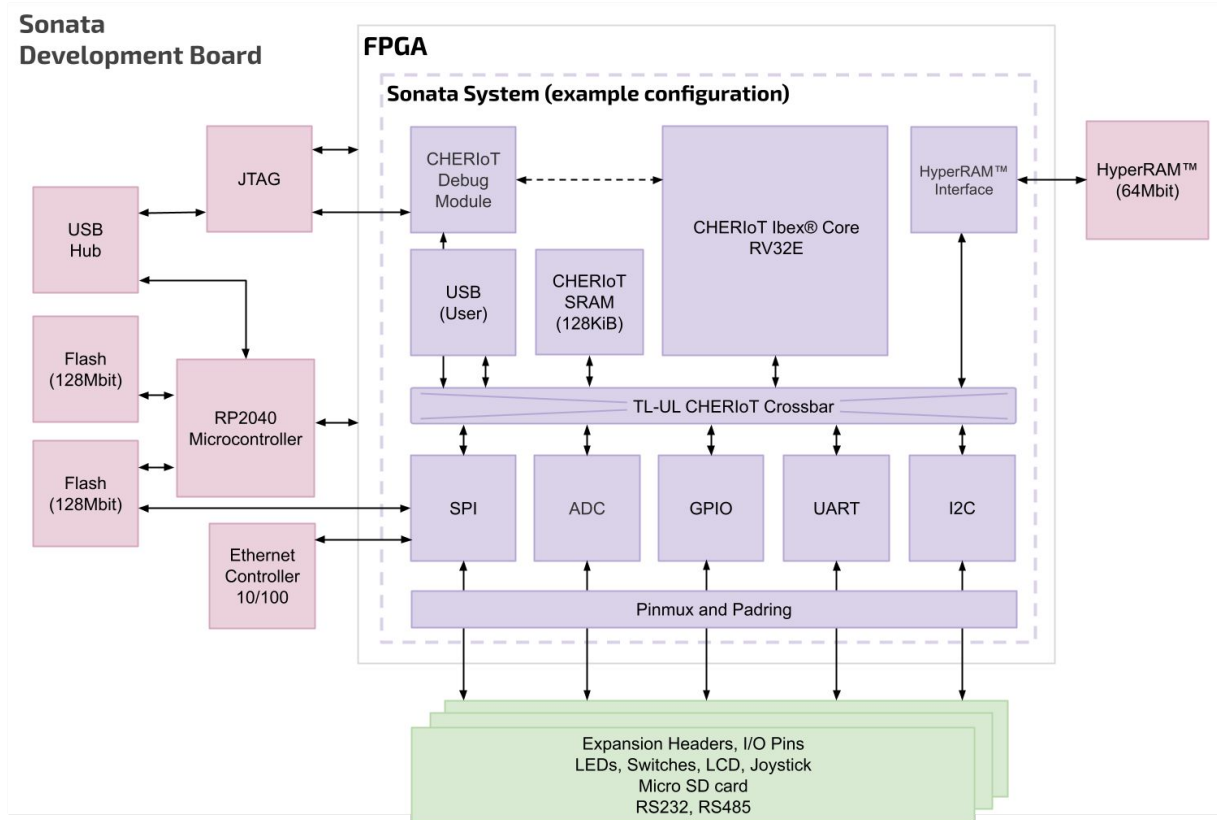 Sonata
Development Board
FPGA
Sonata System (example configuration)
JTAG
CHERIoT
Debug
Module
CHERIoT Ibex® Core
RV32E
HyperRAM™
Interface
HyperRAM™
(64Mbit)
USB
Hub
USB
(User)
CHERIoT
SRAM
(128KiB)
Flash
(128Mbit)
RP2040
Microcontroller
TL-UL CHERIoT Crossbar
Flash
(128Mbit)
SPI
ADC
GPIO
UART
I2C
Ethernet
Controller
10/100
Pinmux and Padring
Expansion Headers, I/O Pins
LEDs, Switches, LCD, Joystick
Micro SD card
RS232, RS485